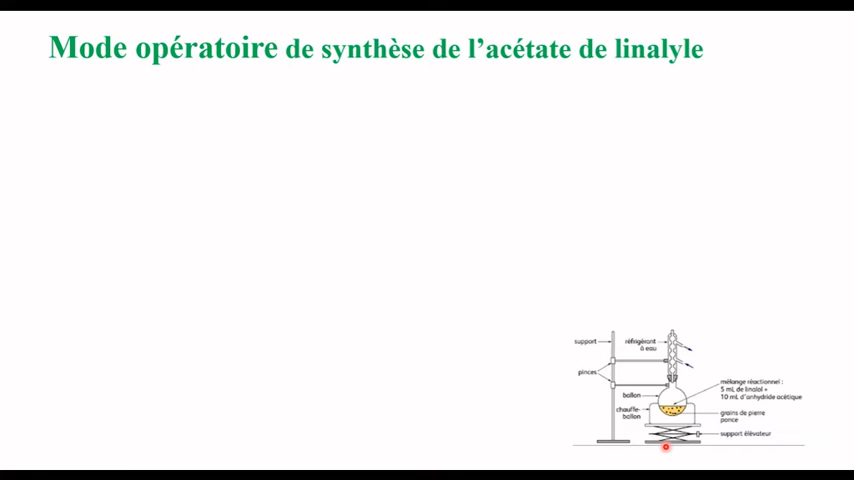 Mode opératoire de synthèse de l’acétate de linalyle
support
réfrigérant
à eau
pinces
mélange réactionnel :
5 mL de linalol +
10 mL d'anhydride acétique
ballon
chauffe-
ballon
grains de pierre
ponce
support élévateur